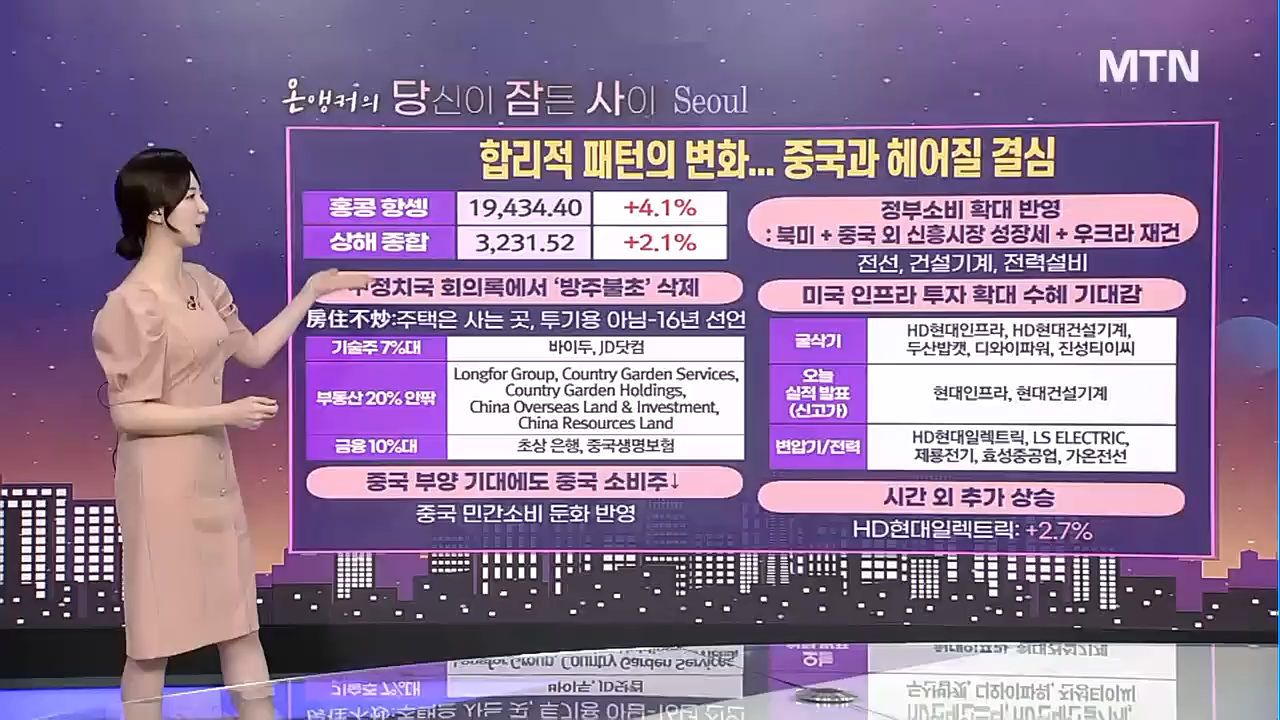 MTN
온앵커의 당신이 잠든 사이 Seoul
합리적 패턴의 변화... 중국과 헤어질 결심
홍콩 항셍 19,434.40 +4.1%
상해 종합 3,231.52 +2.1%
정치국 회의록에서 ‘방주불초’ 삭제
房住不炒:주택은 사는 곳, 투기용 아님-16년 선언
기술주 7%대 바이두, JD닷컴
부동산 20% 안팎
Longfor Group, Country Garden Services,
Country Garden Holdings,
China Overseas Land & Investment,
China Resources Land
금융 10%대 초상 은행, 중국생명보험
중국 부양 기대에도 중국 소비주↓
중국 민간소비 둔화 반영
정부소비 확대 반영
: 북미 + 중국 외 신흥시장 성장세 + 우크라 재건
전선, 건설기계, 전력설비
미국 인프라 투자 확대 수혜 기대감
굴삭기
HD현대인프라, HD현대건설기계,
두산밥캣, 디와이파워, 진성티이씨
오늘
실적 발표
(신고가)
현대인프라, 현대건설기계
변압기/전력
HD현대일렉트릭, LS ELECTRIC,
제룡전기, 효성중공업, 가온전선
시간 외 추가 상승
HD현대일렉트릭: +2.7%